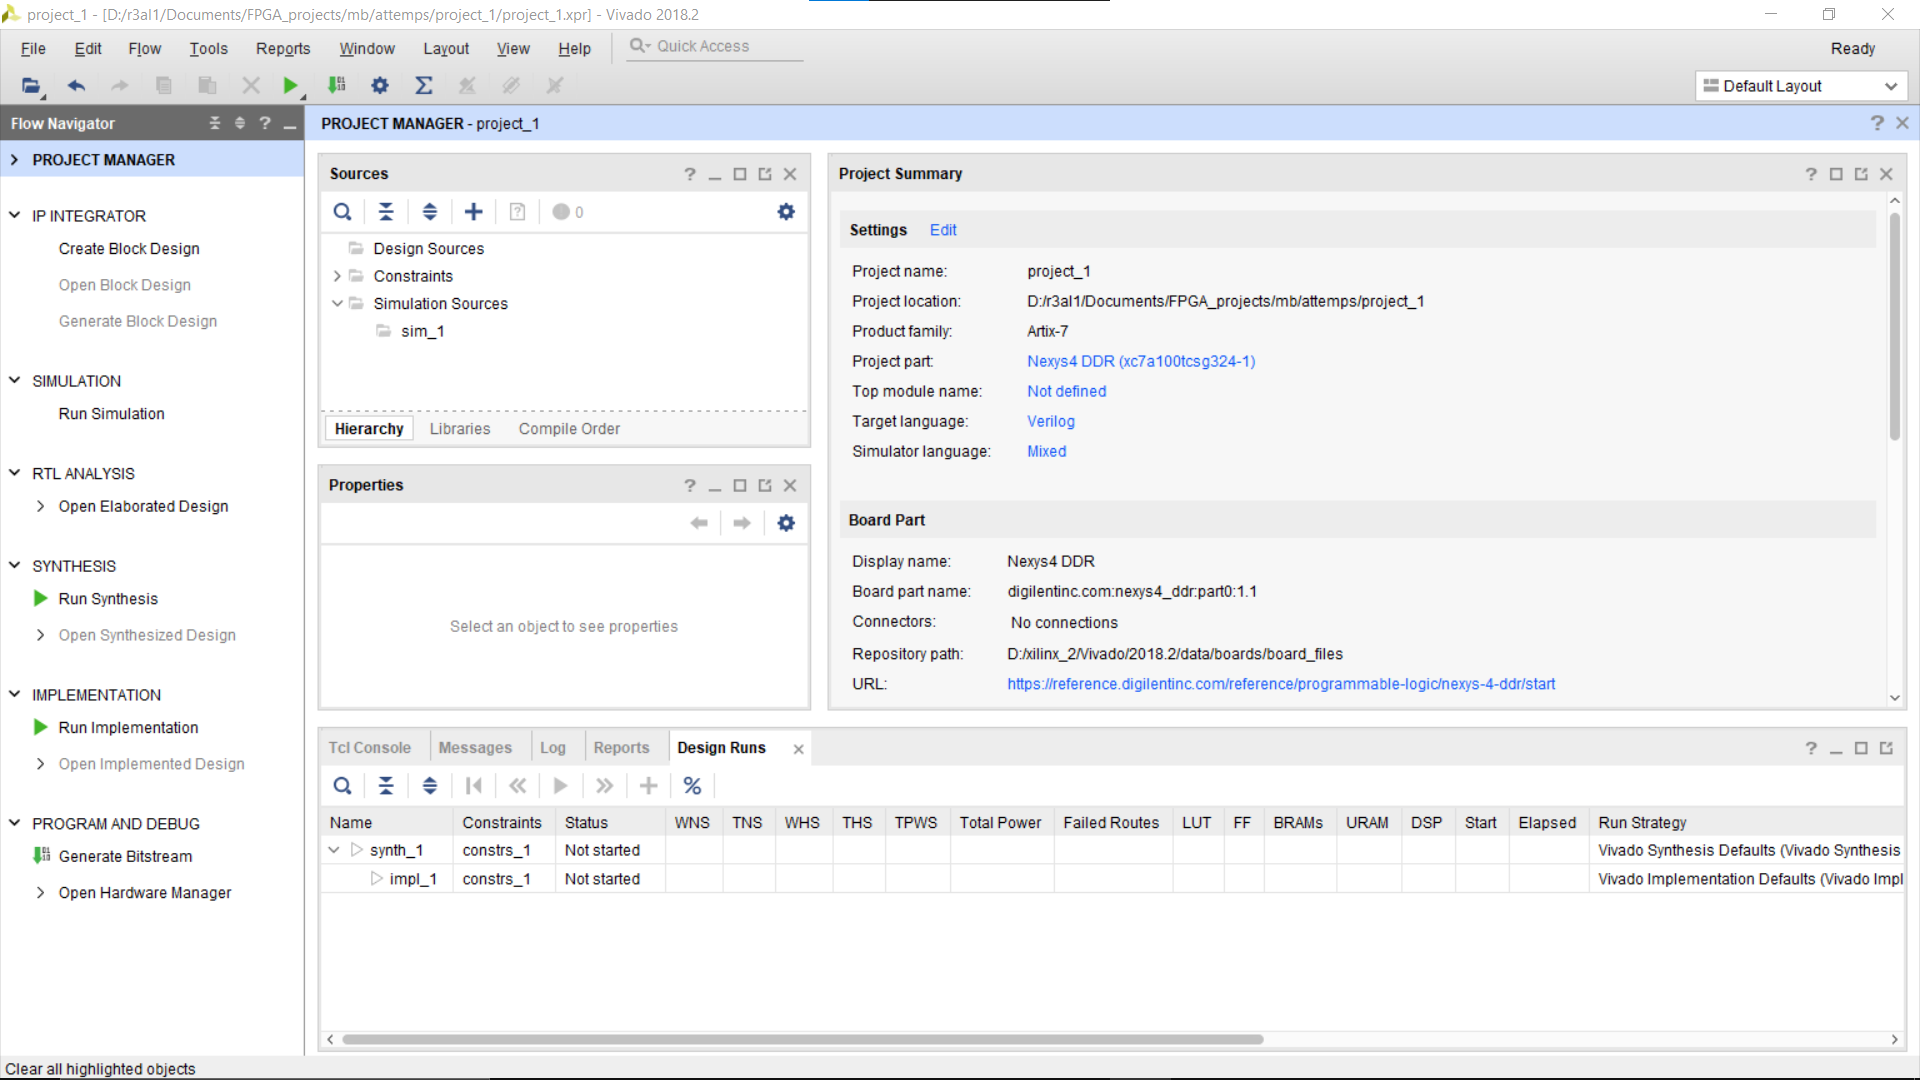 project_1 - [D:/r3al1/Documents/FPGA_projects/mb/attemps/project_1/project_1.xpr] - Vivado 2018.2
File Edit Flow Tools Reports Window Layout View Help Quick Access Ready
Default Layout
Flow Navigator
PROJECT MANAGER
IP INTEGRATOR
Create Block Design
Open Block Design
Generate Block Design
SIMULATION
Run Simulation
RTL ANALYSIS
Open Elaborated Design
SYNTHESIS
Run Synthesis
Open Synthesized Design
IMPLEMENTATION
Run Implementation
Open Implemented Design
PROGRAM AND DEBUG
Generate Bitstream
Open Hardware Manager
PROJECT MANAGER - project_1
Sources
0
Design Sources
Constraints
Simulation Sources
sim_1
Hierarchy Libraries Compile Order
Properties
Select an object to see properties
Project Summary
Settings Edit
Project name: project_1
Project location: D:/r3al1/Documents/FPGA_projects/mb/attemps/project_1
Product family: Artix-7
Project part: Nexys4 DDR (xc7a100tcsg324-1)
Top module name: Not defined
Target language: Verilog
Simulator language: Mixed
Board Part
Display name: Nexys4 DDR
Board part name: digilentinc.com:nexys4_ddr:part0:1.1
Connectors: No connections
Repository path: D:/xilinx_2/Vivado/2018.2/data/boards/board_files
URL: https://reference.digilentinc.com/reference/programmable-logic/nexys-4-ddr/start
Tcl Console Messages Log Reports Design Runs
Name Constraints Status WNS TNS WHS THS TPWS Total Power Failed Routes LUT FF BRAMs URAM DSP Start Elapsed Run Strategy
synth_1 constrs_1 Not started Vivado Synthesis Defaults (Vivado Synthesis
impl_1 constrs_1 Not started Vivado Implementation Defaults (Vivado Impl
Clear all highlighted objects